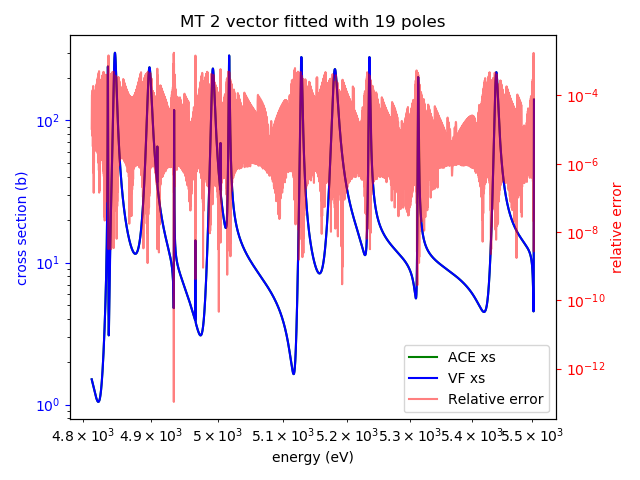 MT 2 vector fitted with 19 poles
cross section (b)
10²
10¹
10⁰
relative error
10⁻⁴
10⁻⁶
10⁻⁸
10⁻¹⁰
10⁻¹²
ACE xs
VF xs
Relative error
4.8 × 10³ 4.9 × 10³ 5 × 10³ 5.1 × 10³ 5.2 × 10³ 5.3 × 10³ 5.4 × 10³ 5.5 × 10³
energy (eV)